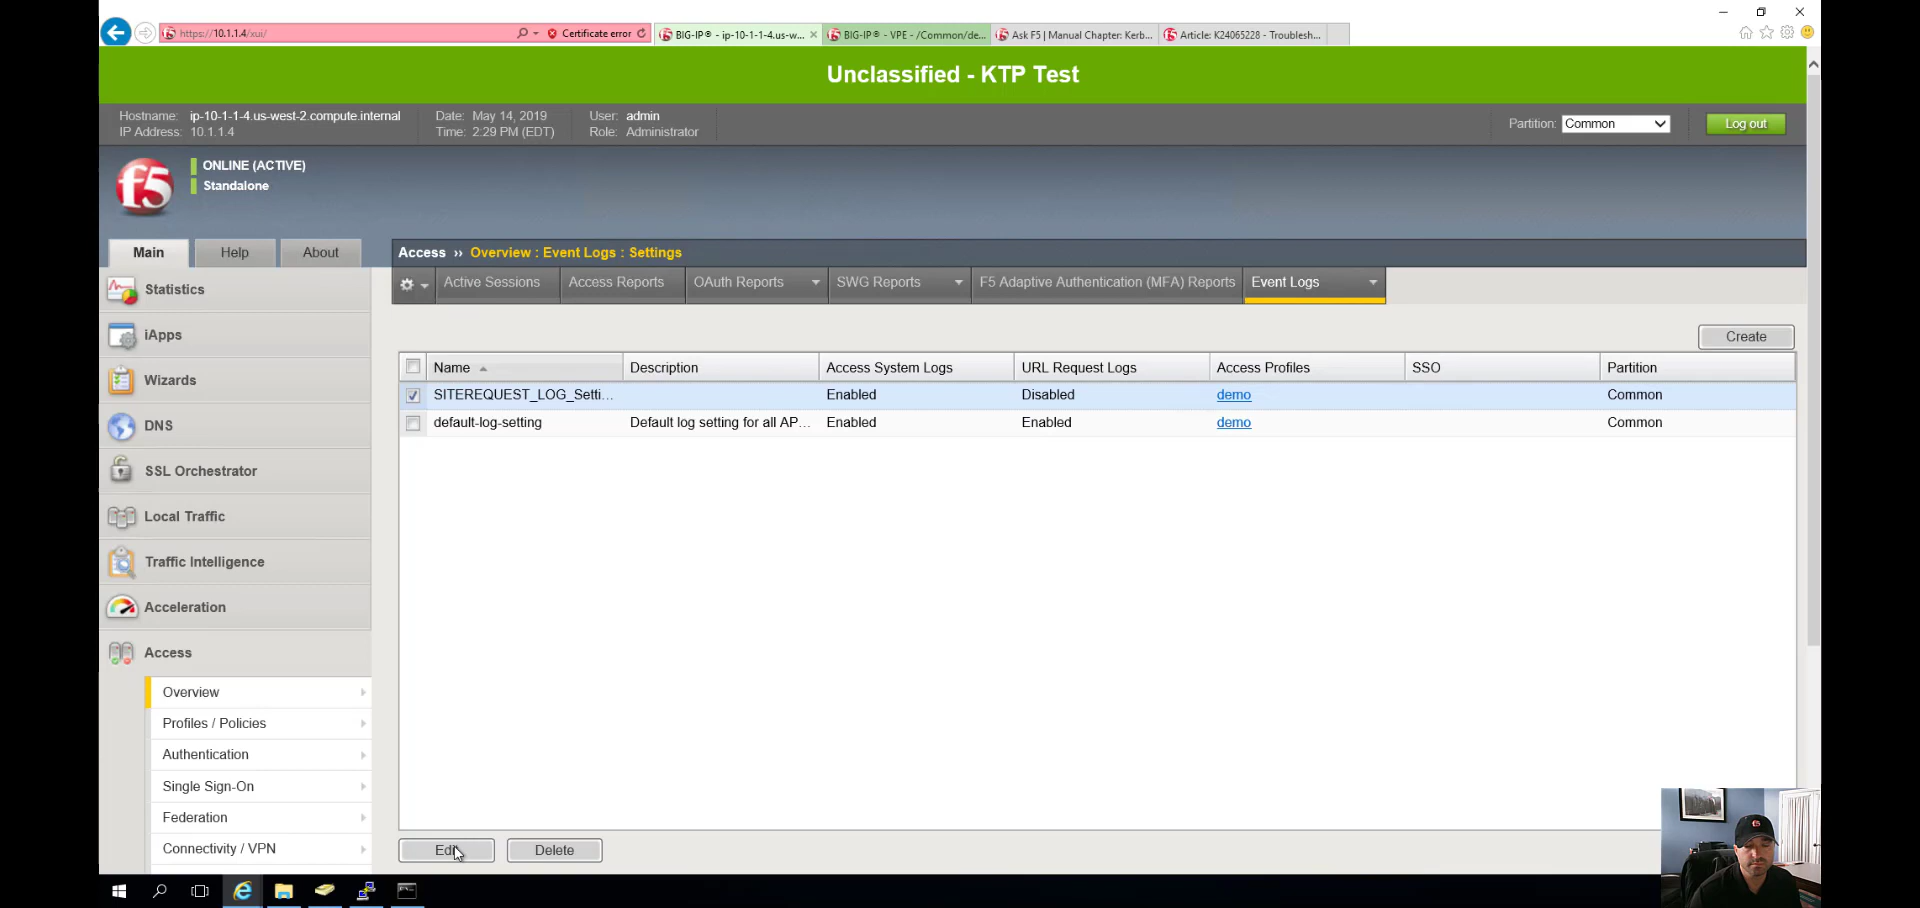 https://10.1.1.4/xui/
Certificate error
BIG-IP® - ip-10-1-1-4.us-w...
BIG-IP® - VPE - /Common/de...
Ask F5 | Manual Chapter: Kerb...
Article: K24065228 - Troublesh...
Unclassified - KTP Test
Hostname: ip-10-1-1-4.us-west-2.compute.internal
IP Address: 10.1.1.4
Date: May 14, 2019
Time: 2:29 PM (EDT)
User: admin
Role: Administrator
Partition: Common
Log out
f5
ONLINE (ACTIVE)
Standalone
Main
Help
About
Access ›› Overview : Event Logs : Settings
Active Sessions
Access Reports
OAuth Reports
SWG Reports
F5 Adaptive Authentication (MFA) Reports
Event Logs
Statistics
iApps
Wizards
DNS
SSL Orchestrator
Local Traffic
Traffic Intelligence
Acceleration
Access
Overview
Profiles / Policies
Authentication
Single Sign-On
Federation
Connectivity / VPN
Create
Name Description Access System Logs URL Request Logs Access Profiles SSO Partition
SITEREQUEST_LOG_Setti... Enabled Disabled demo Common
default-log-setting Default log setting for all AP... Enabled Enabled demo Common
Edit
Delete